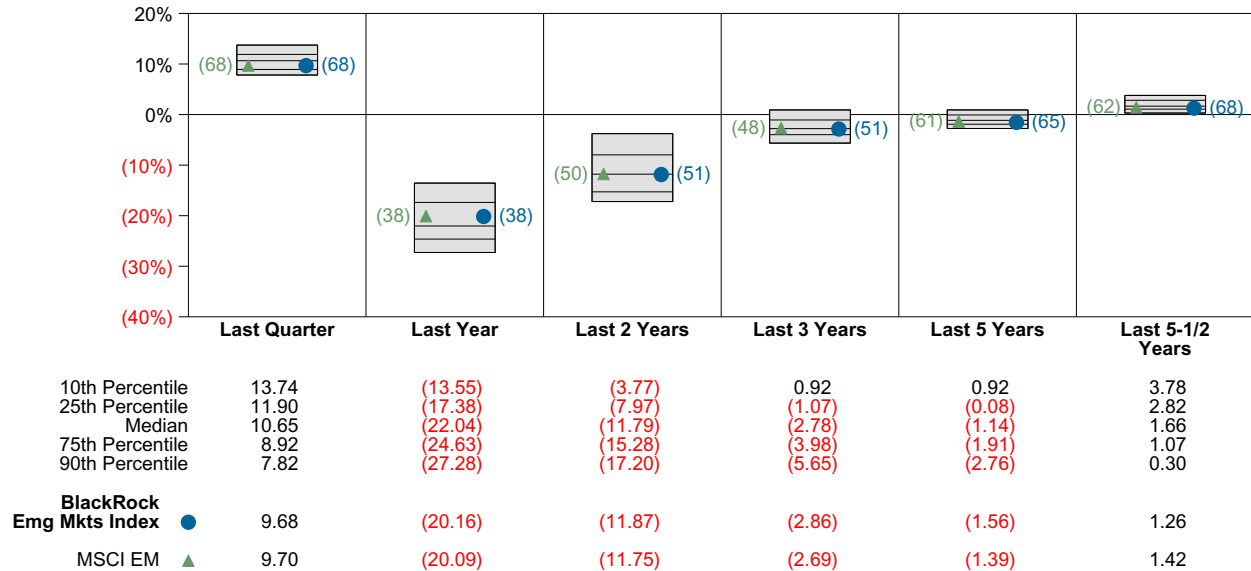 20%
10%
0%
(10%)
(20%)
(30%)
(40%)
(68) (68)
(38) (38)
(50) (51)
(48) (51)
(61) (65)
(62) (68)
Last Quarter Last Year Last 2 Years Last 3 Years Last 5 Years Last 5-1/2
Years
10th Percentile 13.74 (13.55) (3.77) 0.92 0.92 3.78
25th Percentile 11.90 (17.38) (7.97) (1.07) (0.08) 2.82
Median 10.65 (22.04) (11.79) (2.78) (1.14) 1.66
75th Percentile 8.92 (24.63) (15.28) (3.98) (1.91) 1.07
90th Percentile 7.82 (27.28) (17.20) (5.65) (2.76) 0.30
BlackRock
Emg Mkts Index 9.68 (20.16) (11.87) (2.86) (1.56) 1.26
MSCI EM 9.70 (20.09) (11.75) (2.69) (1.39) 1.42